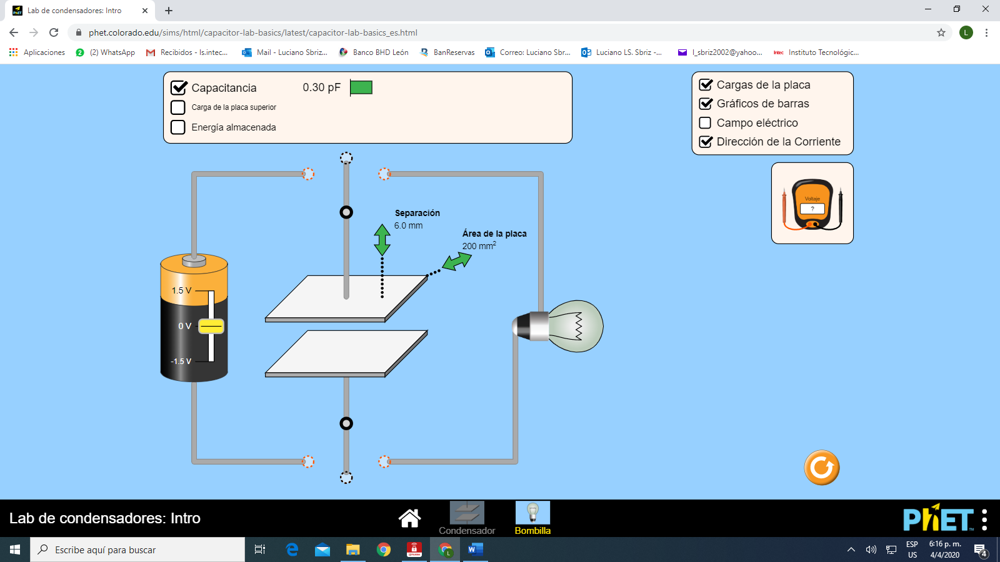 Lab de condensadores: Intro
phet.colorado.edu/sims/html/capacitor-lab-basics/latest/capacitor-lab-basics_es.html
L
Aplicaciones
(2) WhatsApp
Recibidos - ls.intec...
Mail - Luciano Sbriz...
Banco BHD León
BanReservas
Correo: Luciano Sbr...
Luciano LS. Sbriz -...
l_sbriz2002@yahoo...
Intec
Instituto Tecnológic...
Capacitancia 0.30 pF
Carga de la placa superior
Energía almacenada
Cargas de la placa
Gráficos de barras
Campo eléctrico
Dirección de la Corriente
Voltaje
?
Separación
6.0 mm
Área de la placa
200 mm²
1.5 V
0 V
-1.5 V
Lab de condensadores: Intro
Condensador
Bombilla
PhET
Escribe aquí para buscar
ESP
US
6:16 p. m.
4/4/2020
4